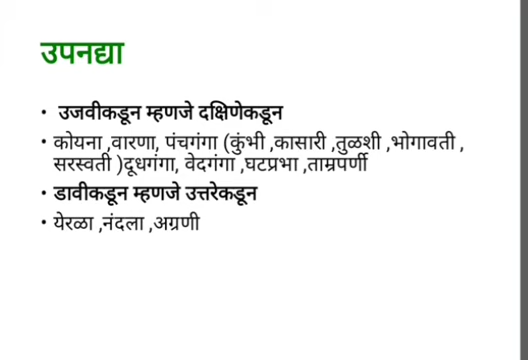 उपनद्या
• उजवीकडून म्हणजे दक्षिणेकडून
• कोयना ,वारणा, पंचगंगा (कुंभी ,कासारी ,तुळशी ,भोगावती ,
सरस्वती )दूधगंगा, वेदगंगा ,घटप्रभा ,ताम्रपर्णी
• डावीकडून म्हणजे उत्तरेकडून
• येरळा ,नंदला ,अग्रणी